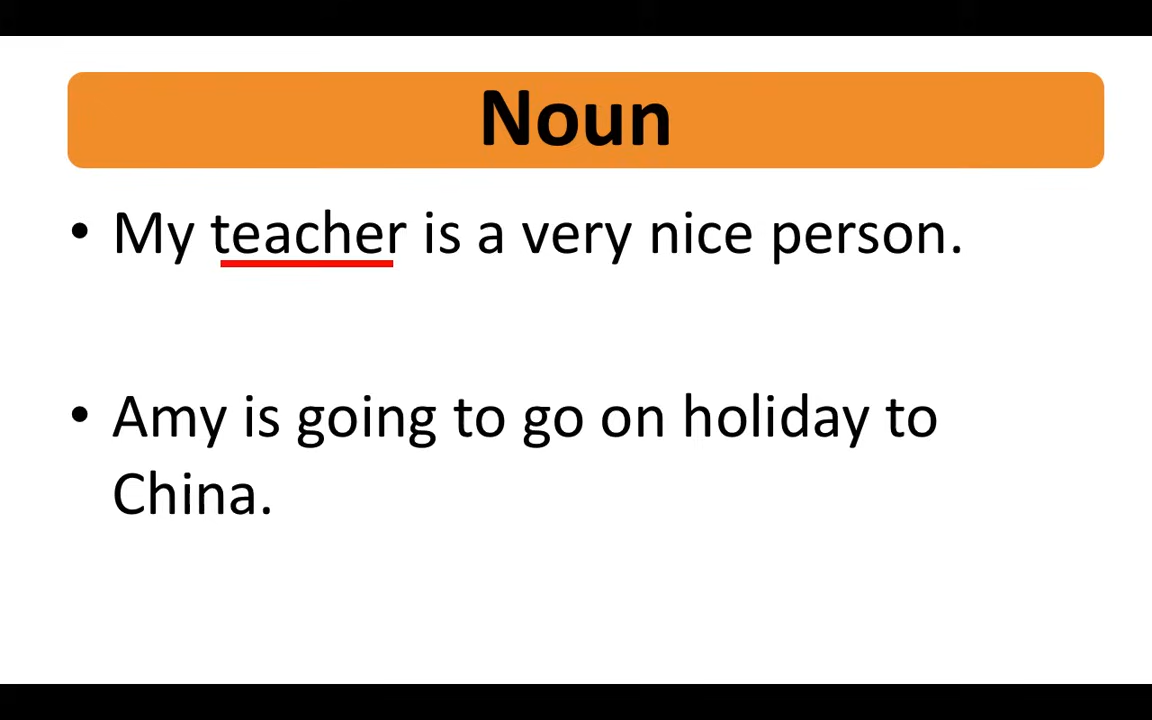 Noun
• My teacher is a very nice person.
• Amy is going to go on holiday to
China.